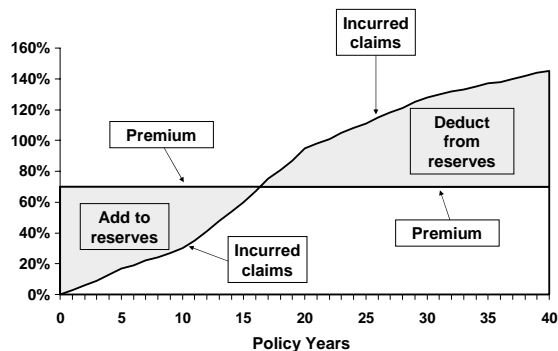 Incurred
claims
160%
140%
120%
100%
80%
60%
40%
20%
0%
Premium
Deduct
from
reserves
Add to
reserves
Incurred
claims
Premium
0 5 10 15 20 25 30 35 40
Policy Years